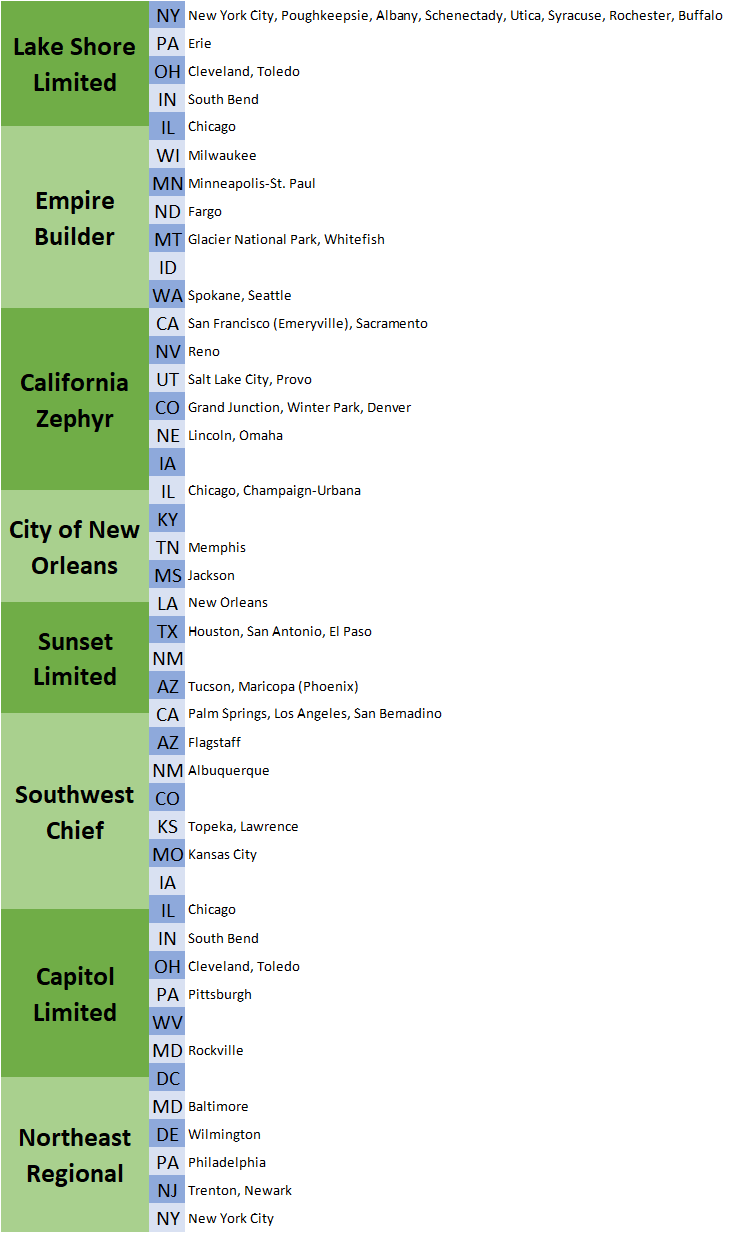 Lake Shore
Limited
NY New York City, Poughkeepsie, Albany, Schenectady, Utica, Syracuse, Rochester, Buffalo
PA Erie
OH Cleveland, Toledo
IN South Bend
IL Chicago
Empire
Builder
WI Milwaukee
MN Minneapolis-St. Paul
ND Fargo
MT Glacier National Park, Whitefish
ID
WA Spokane, Seattle
California
Zephyr
CA San Francisco (Emeryville), Sacramento
NV Reno
UT Salt Lake City, Provo
CO Grand Junction, Winter Park, Denver
NE Lincoln, Omaha
IA
IL Chicago, Champaign-Urbana
City of New
Orleans
KY
TN Memphis
MS Jackson
LA New Orleans
Sunset
Limited
TX Houston, San Antonio, El Paso
NM
AZ Tucson, Maricopa (Phoenix)
CA Palm Springs, Los Angeles, San Bemadino
Southwest
Chief
AZ Flagstaff
NM Albuquerque
CO
KS Topeka, Lawrence
MO Kansas City
IA
IL Chicago
Capitol
Limited
IN South Bend
OH Cleveland, Toledo
PA Pittsburgh
WV
MD Rockville
DC
Northeast
Regional
MD Baltimore
DE Wilmington
PA Philadelphia
NJ Trenton, Newark
NY New York City